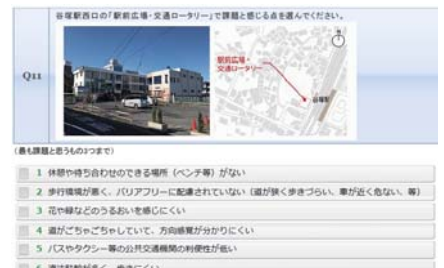 谷塚駅西口の「駅前広場・交通ロータリー」で課題と感じる点を選んでください。
Q11
駅前広場・
交通ロータリー
谷塚駅
(最も課題と思うもの3つまで)
1 休憩や待ち合わせのできる場所（ベンチ等）がない
2 歩行環境が悪く、バリアフリーに配慮されていない（道が狭く歩きづらい、車が近く危ない、等）
3 花や緑などのうるおいを感じにくい
4 道がごちゃごちゃしていて、方向感覚が分かりにくい
5 バスやタクシー等の公共交通機関の利便性が低い